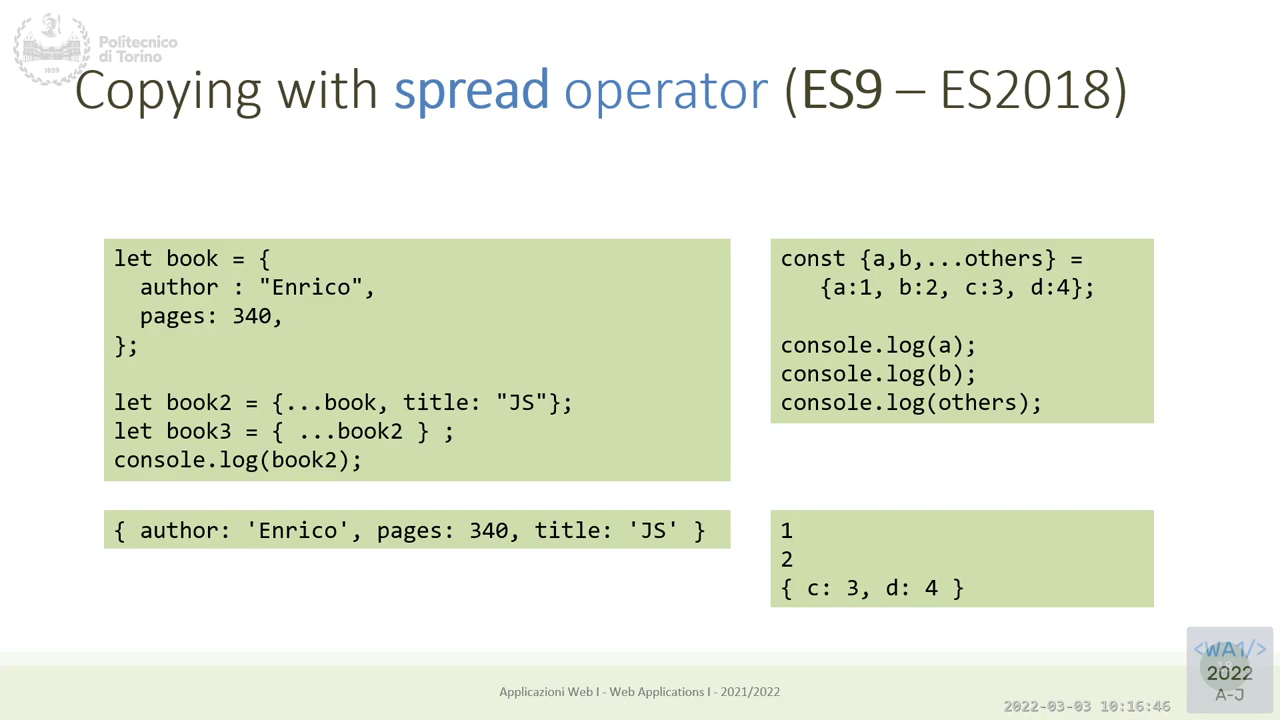 Politecnico
di Torino
1859
Copying with spread operator (ES9 – ES2018)
let book = {
  author : "Enrico",
  pages: 340,
};
let book2 = {...book, title: "JS"};
let book3 = { ...book2 } ;
console.log(book2);
{ author: 'Enrico', pages: 340, title: 'JS' }
const {a,b,...others} =
   {a:1, b:2, c:3, d:4};
console.log(a);
console.log(b);
console.log(others);
1
2
{ c: 3, d: 4 }
Applicazioni Web I - Web Applications I - 2021/2022
2022-03-03 10:16:46
<WA1/>
2022
A-J